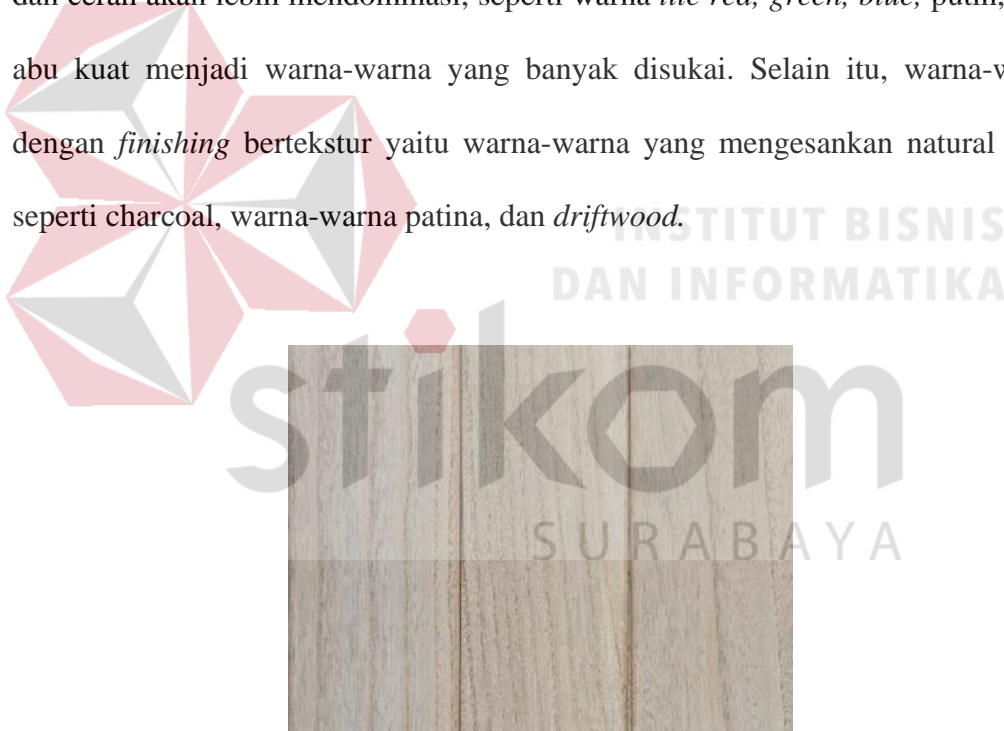 dan cerah akan lebih mendominasi, seperti warna lite red, green, blue, putih,
abu kuat menjadi warna-warna yang banyak disukai. Selain itu,
dengan finishing bertekstur yaitu warna-warna yang mengesankan natural
seperti charcoal, warna-warna patina, dan driftwood.
INSTITUT BISNIS
DAN INFORMATIKA
stikom
SURABAYA